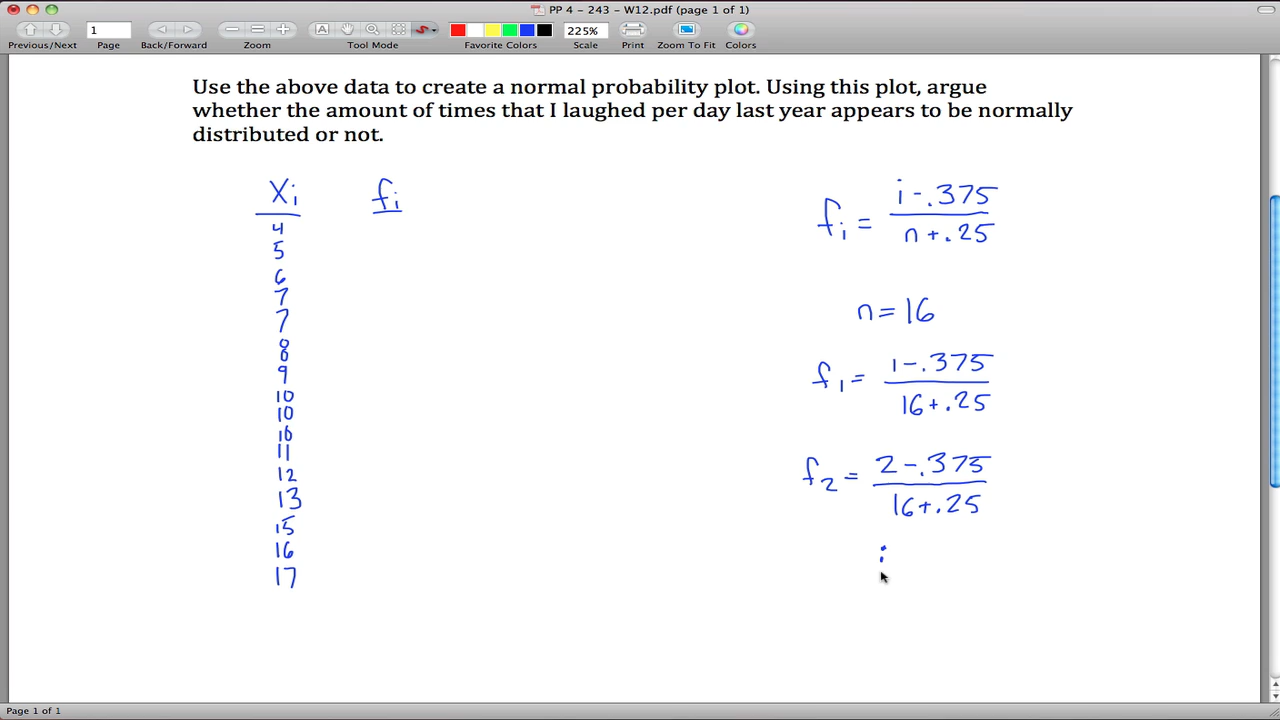 PP 4 – 243 – W12.pdf (page 1 of 1)
1
225%
Previous/Next Page Back/Forward Zoom Tool Mode Favorite Colors Scale Print Zoom To Fit Colors
Use the above data to create a normal probability plot. Using this plot, argue
whether the amount of times that I laughed per day last year appears to be normally
distributed or not.
Xi fi
4
5
6
7
7
8
9
10
10
10
11
12
13
15
16
17
fi = i - .375 / n + .25
n = 16
f1 = 1 - .375 / 16 + .25
f2 = 2 - .375 / 16 + .25
Page 1 of 1